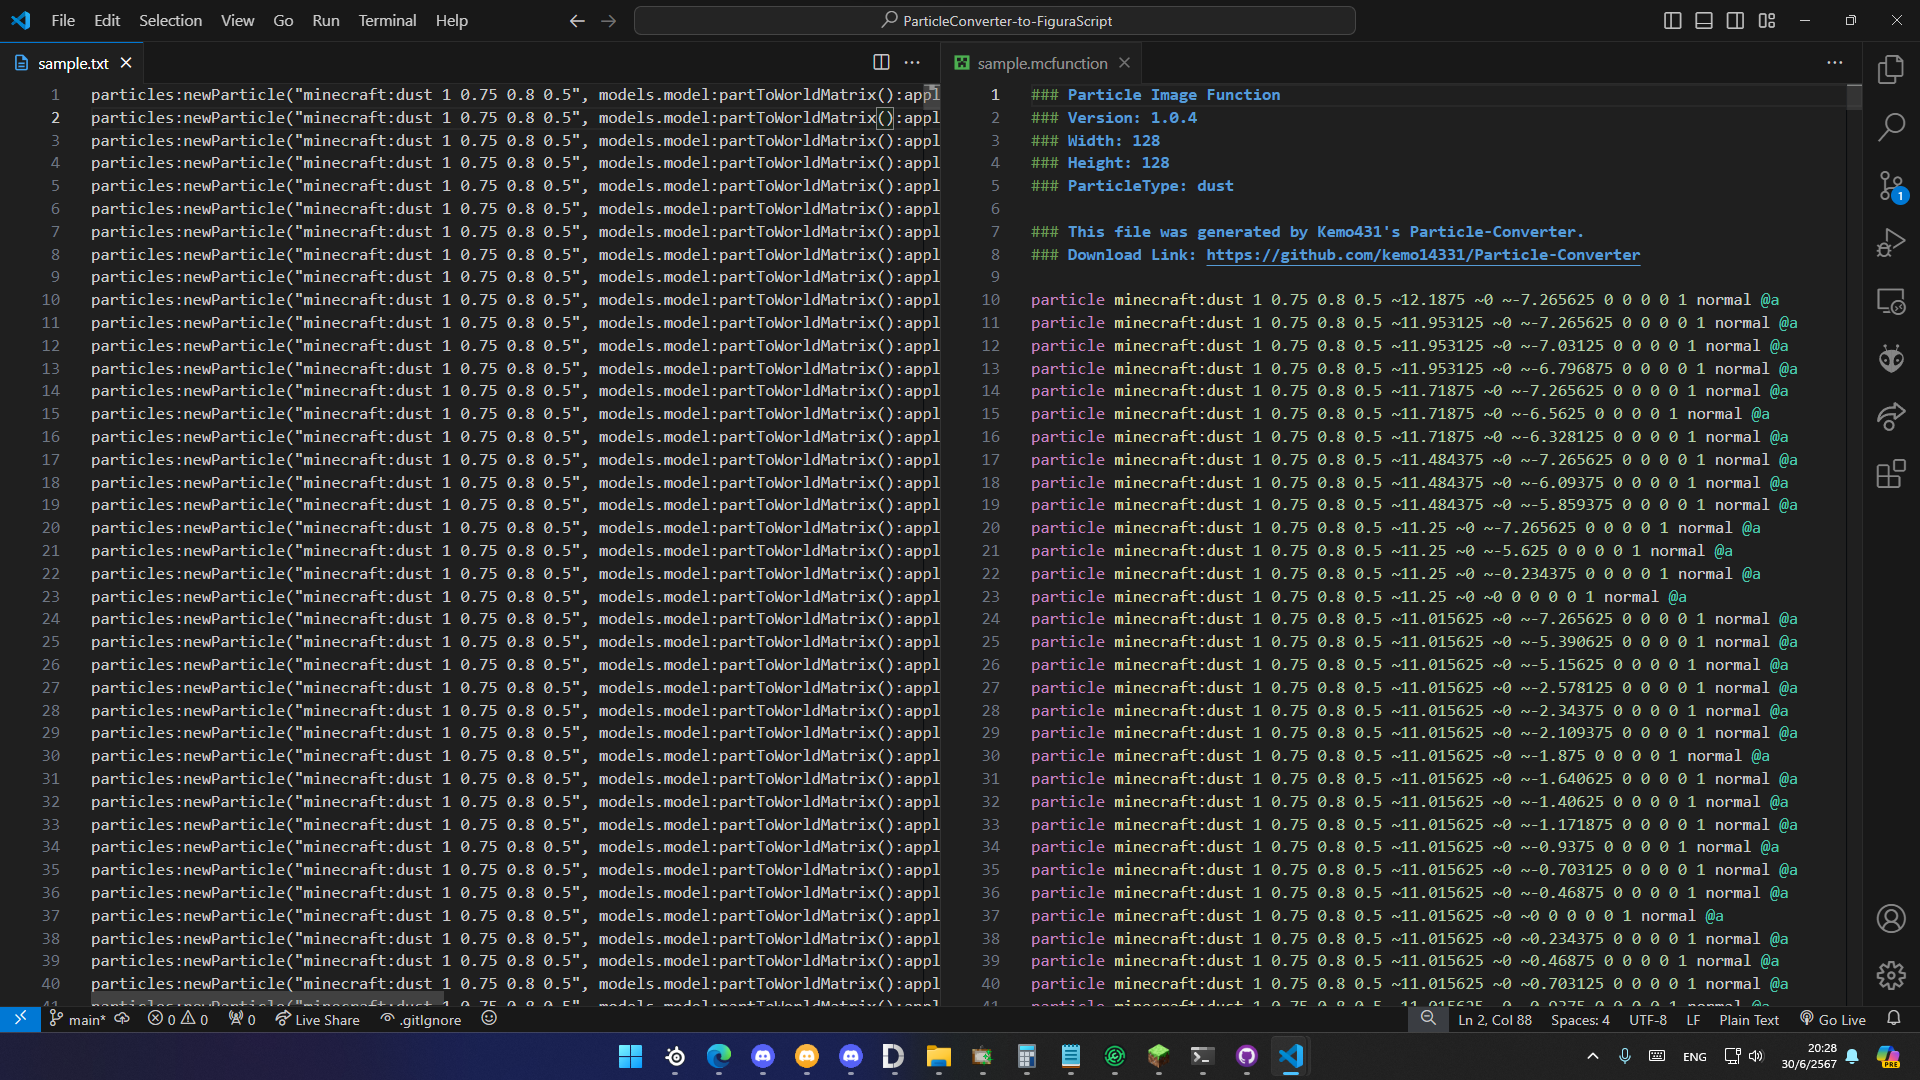 File Edit Selection View Go Run Terminal Help
ParticleConverter-to-FiguraScript
sample.txt
1 particles:newParticle("minecraft:dust 1 0.75 0.8 0.5", models.model:partToWorldMatrix():appl
2 particles:newParticle("minecraft:dust 1 0.75 0.8 0.5", models.model:partToWorldMatrix():appl
3 particles:newParticle("minecraft:dust 1 0.75 0.8 0.5", models.model:partToWorldMatrix():appl
4 particles:newParticle("minecraft:dust 1 0.75 0.8 0.5", models.model:partToWorldMatrix():appl
5 particles:newParticle("minecraft:dust 1 0.75 0.8 0.5", models.model:partToWorldMatrix():appl
6 particles:newParticle("minecraft:dust 1 0.75 0.8 0.5", models.model:partToWorldMatrix():appl
7 particles:newParticle("minecraft:dust 1 0.75 0.8 0.5", models.model:partToWorldMatrix():appl
8 particles:newParticle("minecraft:dust 1 0.75 0.8 0.5", models.model:partToWorldMatrix():appl
9 particles:newParticle("minecraft:dust 1 0.75 0.8 0.5", models.model:partToWorldMatrix():appl
10 particles:newParticle("minecraft:dust 1 0.75 0.8 0.5", models.model:partToWorldMatrix():appl
11 particles:newParticle("minecraft:dust 1 0.75 0.8 0.5", models.model:partToWorldMatrix():appl
12 particles:newParticle("minecraft:dust 1 0.75 0.8 0.5", models.model:partToWorldMatrix():appl
13 particles:newParticle("minecraft:dust 1 0.75 0.8 0.5", models.model:partToWorldMatrix():appl
14 particles:newParticle("minecraft:dust 1 0.75 0.8 0.5", models.model:partToWorldMatrix():appl
15 particles:newParticle("minecraft:dust 1 0.75 0.8 0.5", models.model:partToWorldMatrix():appl
16 particles:newParticle("minecraft:dust 1 0.75 0.8 0.5", models.model:partToWorldMatrix():appl
17 particles:newParticle("minecraft:dust 1 0.75 0.8 0.5", models.model:partToWorldMatrix():appl
18 particles:newParticle("minecraft:dust 1 0.75 0.8 0.5", models.model:partToWorldMatrix():appl
19 particles:newParticle("minecraft:dust 1 0.75 0.8 0.5", models.model:partToWorldMatrix():appl
20 particles:newParticle("minecraft:dust 1 0.75 0.8 0.5", models.model:partToWorldMatrix():appl
21 particles:newParticle("minecraft:dust 1 0.75 0.8 0.5", models.model:partToWorldMatrix():appl
22 particles:newParticle("minecraft:dust 1 0.75 0.8 0.5", models.model:partToWorldMatrix():appl
23 particles:newParticle("minecraft:dust 1 0.75 0.8 0.5", models.model:partToWorldMatrix():appl
24 particles:newParticle("minecraft:dust 1 0.75 0.8 0.5", models.model:partToWorldMatrix():appl
25 particles:newParticle("minecraft:dust 1 0.75 0.8 0.5", models.model:partToWorldMatrix():appl
26 particles:newParticle("minecraft:dust 1 0.75 0.8 0.5", models.model:partToWorldMatrix():appl
27 particles:newParticle("minecraft:dust 1 0.75 0.8 0.5", models.model:partToWorldMatrix():appl
28 particles:newParticle("minecraft:dust 1 0.75 0.8 0.5", models.model:partToWorldMatrix():appl
29 particles:newParticle("minecraft:dust 1 0.75 0.8 0.5", models.model:partToWorldMatrix():appl
30 particles:newParticle("minecraft:dust 1 0.75 0.8 0.5", models.model:partToWorldMatrix():appl
31 particles:newParticle("minecraft:dust 1 0.75 0.8 0.5", models.model:partToWorldMatrix():appl
32 particles:newParticle("minecraft:dust 1 0.75 0.8 0.5", models.model:partToWorldMatrix():appl
33 particles:newParticle("minecraft:dust 1 0.75 0.8 0.5", models.model:partToWorldMatrix():appl
34 particles:newParticle("minecraft:dust 1 0.75 0.8 0.5", models.model:partToWorldMatrix():appl
35 particles:newParticle("minecraft:dust 1 0.75 0.8 0.5", models.model:partToWorldMatrix():appl
36 particles:newParticle("minecraft:dust 1 0.75 0.8 0.5", models.model:partToWorldMatrix():appl
37 particles:newParticle("minecraft:dust 1 0.75 0.8 0.5", models.model:partToWorldMatrix():appl
38 particles:newParticle("minecraft:dust 1 0.75 0.8 0.5", models.model:partToWorldMatrix():appl
39 particles:newParticle("minecraft:dust 1 0.75 0.8 0.5", models.model:partToWorldMatrix():appl
40 particles:newParticle("minecraft:dust 1 0.75 0.8 0.5", models.model:partToWorldMatrix():appl
sample.mcfunction
1 ### Particle Image Function
2 ### Version: 1.0.4
3 ### Width: 128
4 ### Height: 128
5 ### ParticleType: dust
6
7 ### This file was generated by Kemo431's Particle-Converter.
8 ### Download Link: https://github.com/kemo14331/Particle-Converter
9
10 particle minecraft:dust 1 0.75 0.8 0.5 ~12.1875 ~0 ~-7.265625 0 0 0 0 1 normal @a
11 particle minecraft:dust 1 0.75 0.8 0.5 ~11.953125 ~0 ~-7.265625 0 0 0 0 1 normal @a
12 particle minecraft:dust 1 0.75 0.8 0.5 ~11.953125 ~0 ~-7.03125 0 0 0 0 1 normal @a
13 particle minecraft:dust 1 0.75 0.8 0.5 ~11.953125 ~0 ~-6.796875 0 0 0 0 1 normal @a
14 particle minecraft:dust 1 0.75 0.8 0.5 ~11.71875 ~0 ~-7.265625 0 0 0 0 1 normal @a
15 particle minecraft:dust 1 0.75 0.8 0.5 ~11.71875 ~0 ~-6.5625 0 0 0 0 1 normal @a
16 particle minecraft:dust 1 0.75 0.8 0.5 ~11.71875 ~0 ~-6.328125 0 0 0 0 1 normal @a
17 particle minecraft:dust 1 0.75 0.8 0.5 ~11.484375 ~0 ~-7.265625 0 0 0 0 1 normal @a
18 particle minecraft:dust 1 0.75 0.8 0.5 ~11.484375 ~0 ~-6.09375 0 0 0 0 1 normal @a
19 particle minecraft:dust 1 0.75 0.8 0.5 ~11.484375 ~0 ~-5.859375 0 0 0 0 1 normal @a
20 particle minecraft:dust 1 0.75 0.8 0.5 ~11.25 ~0 ~-7.265625 0 0 0 0 1 normal @a
21 particle minecraft:dust 1 0.75 0.8 0.5 ~11.25 ~0 ~-5.625 0 0 0 0 1 normal @a
22 particle minecraft:dust 1 0.75 0.8 0.5 ~11.25 ~0 ~-0.234375 0 0 0 0 1 normal @a
23 particle minecraft:dust 1 0.75 0.8 0.5 ~11.25 ~0 ~0 0 0 0 0 1 normal @a
24 particle minecraft:dust 1 0.75 0.8 0.5 ~11.015625 ~0 ~-7.265625 0 0 0 0 1 normal @a
25 particle minecraft:dust 1 0.75 0.8 0.5 ~11.015625 ~0 ~-5.390625 0 0 0 0 1 normal @a
26 particle minecraft:dust 1 0.75 0.8 0.5 ~11.015625 ~0 ~-5.15625 0 0 0 0 1 normal @a
27 particle minecraft:dust 1 0.75 0.8 0.5 ~11.015625 ~0 ~-2.578125 0 0 0 0 1 normal @a
28 particle minecraft:dust 1 0.75 0.8 0.5 ~11.015625 ~0 ~-2.34375 0 0 0 0 1 normal @a
29 particle minecraft:dust 1 0.75 0.8 0.5 ~11.015625 ~0 ~-2.109375 0 0 0 0 1 normal @a
30 particle minecraft:dust 1 0.75 0.8 0.5 ~11.015625 ~0 ~-1.875 0 0 0 0 1 normal @a
31 particle minecraft:dust 1 0.75 0.8 0.5 ~11.015625 ~0 ~-1.640625 0 0 0 0 1 normal @a
32 particle minecraft:dust 1 0.75 0.8 0.5 ~11.015625 ~0 ~-1.40625 0 0 0 0 1 normal @a
33 particle minecraft:dust 1 0.75 0.8 0.5 ~11.015625 ~0 ~-1.171875 0 0 0 0 1 normal @a
34 particle minecraft:dust 1 0.75 0.8 0.5 ~11.015625 ~0 ~-0.9375 0 0 0 0 1 normal @a
35 particle minecraft:dust 1 0.75 0.8 0.5 ~11.015625 ~0 ~-0.703125 0 0 0 0 1 normal @a
36 particle minecraft:dust 1 0.75 0.8 0.5 ~11.015625 ~0 ~-0.46875 0 0 0 0 1 normal @a
37 particle minecraft:dust 1 0.75 0.8 0.5 ~11.015625 ~0 ~0 0 0 0 0 1 normal @a
38 particle minecraft:dust 1 0.75 0.8 0.5 ~11.015625 ~0 ~0.234375 0 0 0 0 1 normal @a
39 particle minecraft:dust 1 0.75 0.8 0.5 ~11.015625 ~0 ~0.46875 0 0 0 0 1 normal @a
40 particle minecraft:dust 1 0.75 0.8 0.5 ~11.015625 ~0 ~0.703125 0 0 0 0 1 normal @a
1
main* 0 0 0 Live Share .gitIgnore Ln 2, Col 88 Spaces: 4 UTF-8 LF Plain Text Go Live
ENG 20:28
30/6/2567
PRE